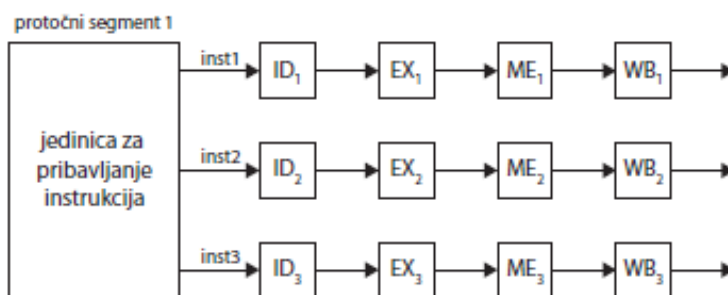 protočni segment 1
inst1 ID₁ EX₁ ME₁ WB₁
jedinica za
pribavljanje
instrukcija
inst2 ID₂ EX₂ ME₂ WB₂
inst3 ID₃ EX₃ ME₃ WB₃